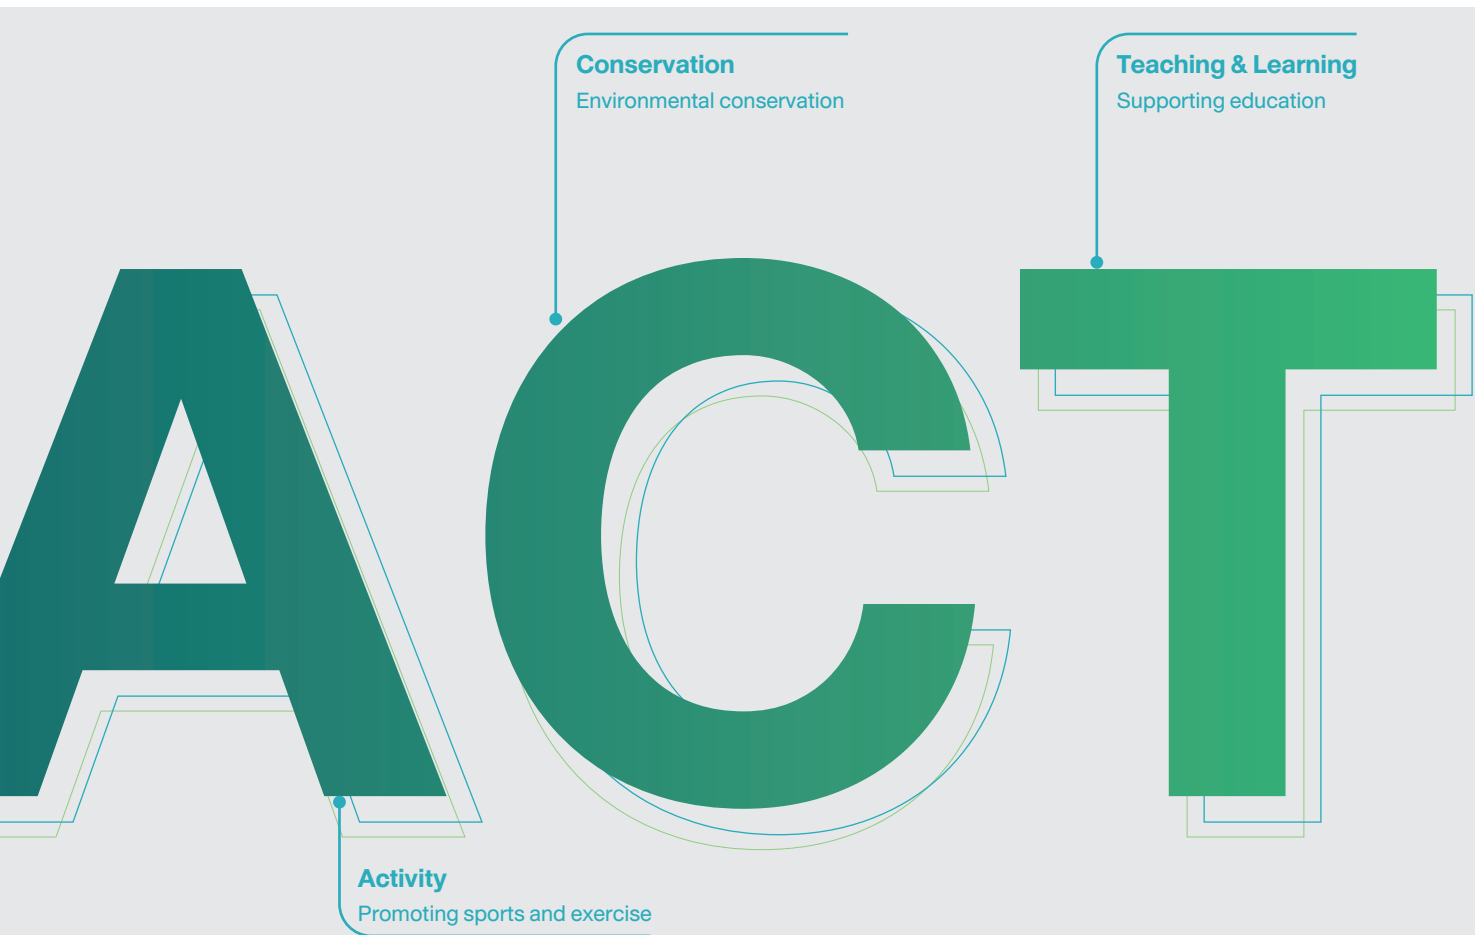 Conservation
Environmental conservation
Teaching & Learning
Supporting education
ACT
Activity
Promoting sports and exercise